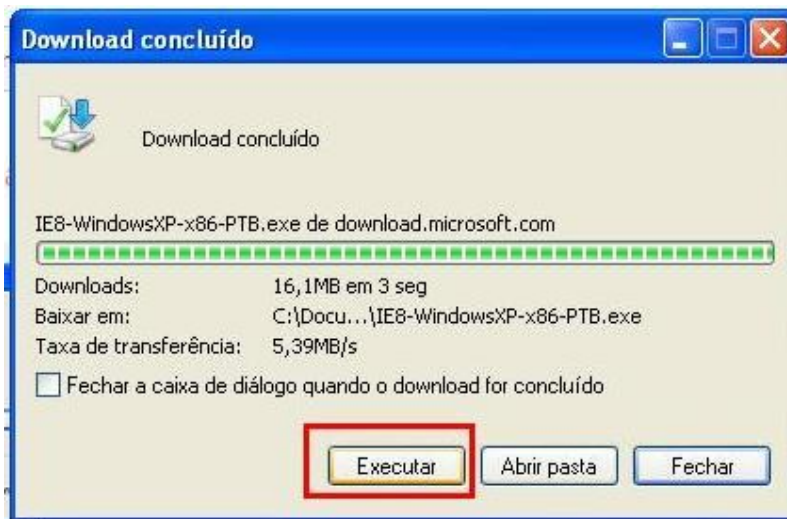 Download concluído
Download concluído
IE8-WindowsXP-x86-PTB.exe de download.microsoft.com
Downloads: 16,1MB em 3 seg
Baixar em: C:\Docu...\IE8-WindowsXP-x86-PTB.exe
Taxa de transferência: 5,39MB/s
Fechar a caixa de diálogo quando o download for concluído
Executar Abrir pasta Fechar